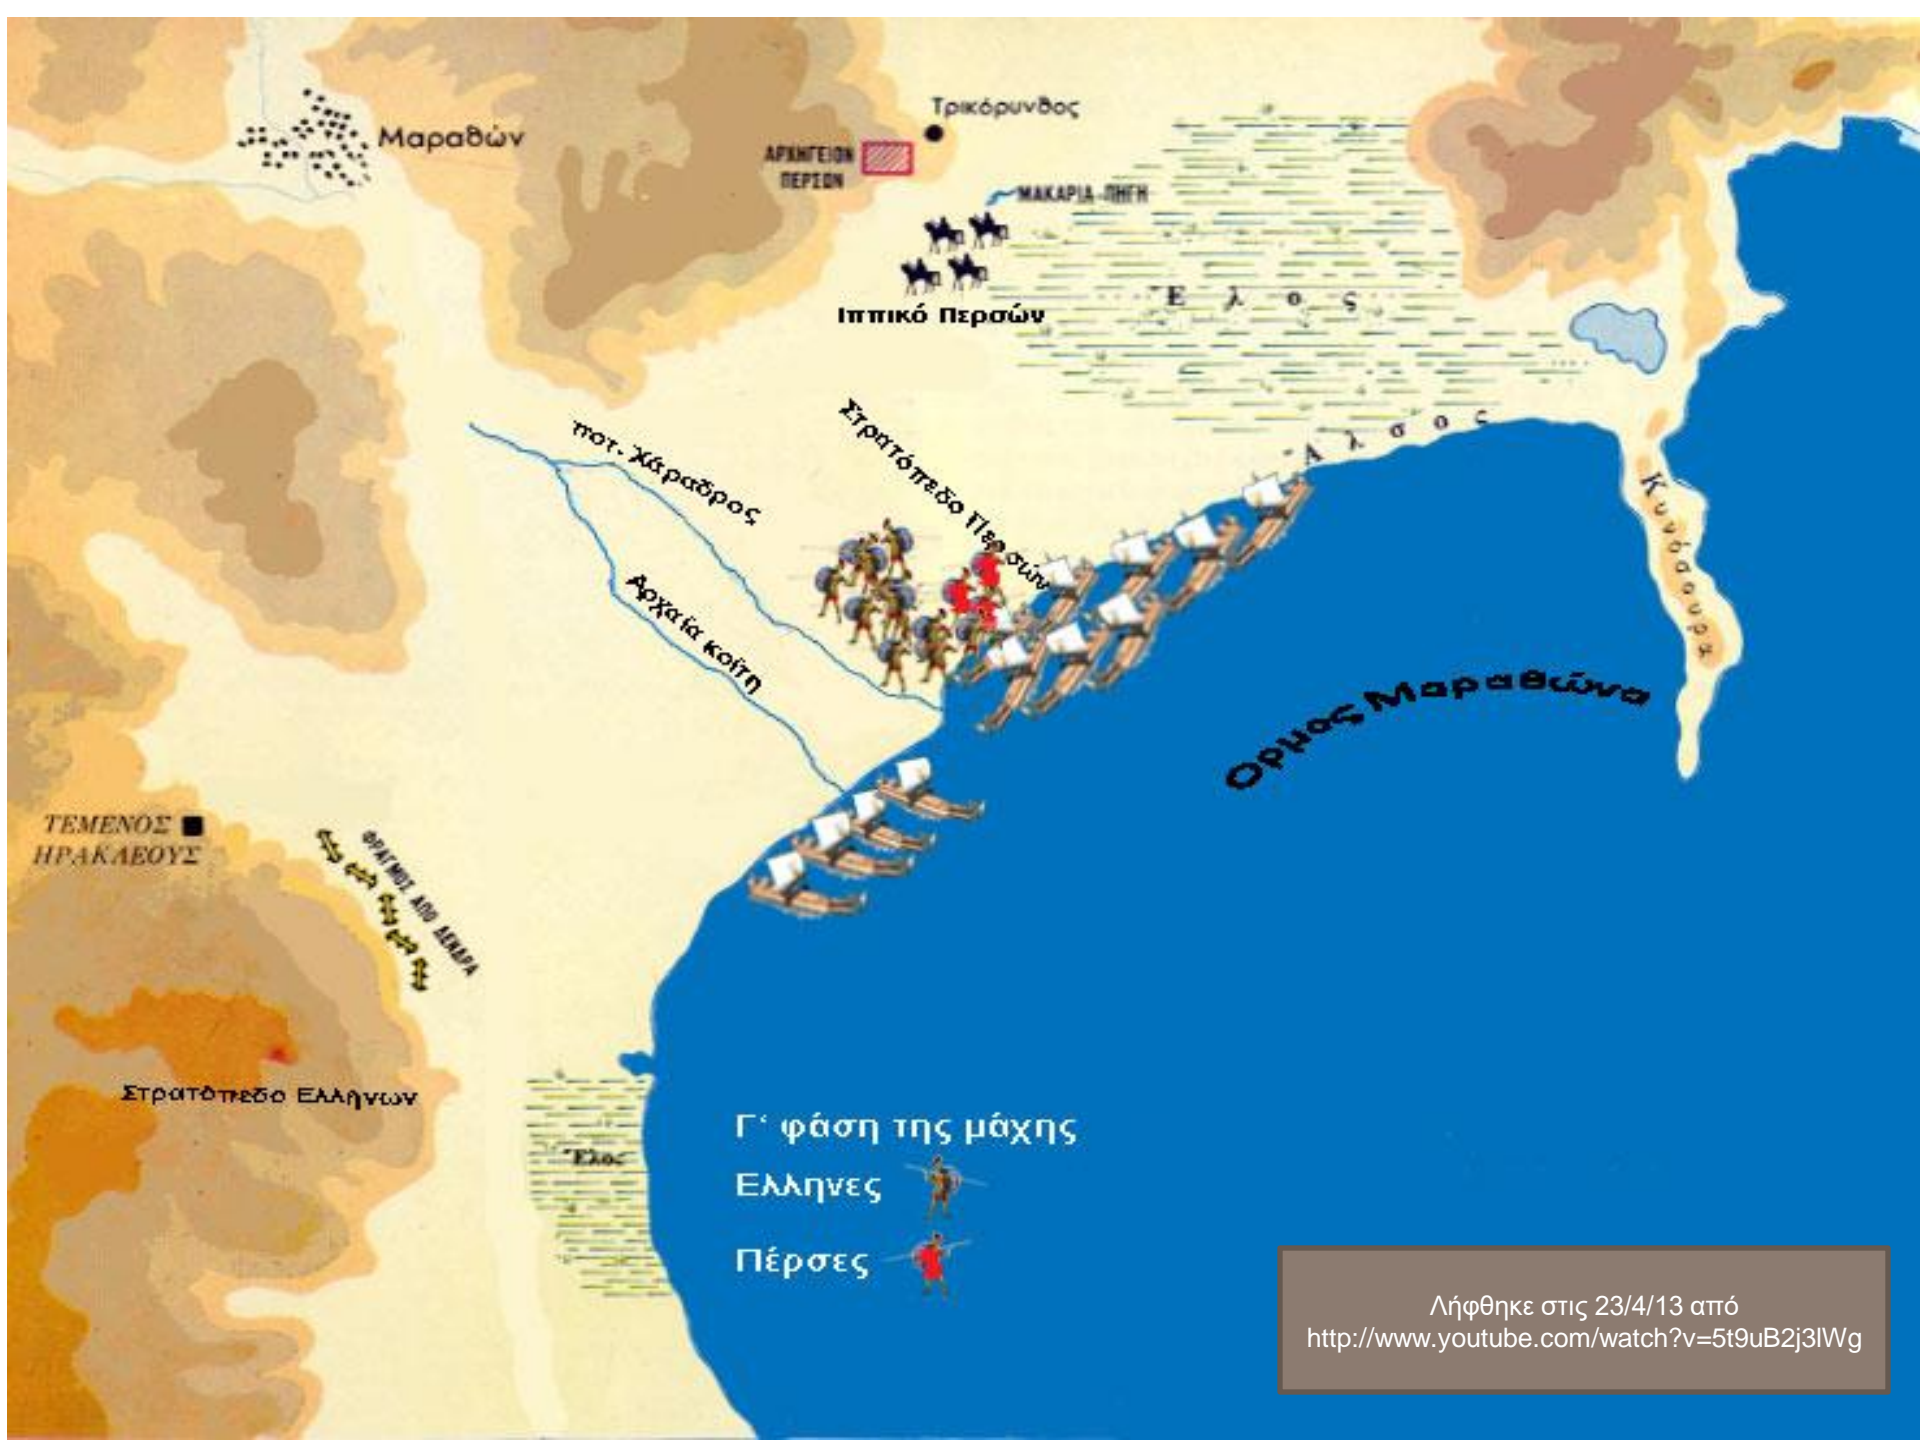 Τρικόρυνθος
Μαραθών
ΑΡΧΗΓΕΙΟΝ
ΠΕΡΣΩΝ
ΜΑΚΑΡΙΑ ΠΗΓΗ
Έλος
Ιππικό Περσών
Στρατόπεδο Περσών
ποτ. Χάραδρος
Άλσος
Κυνόσουρα
Αρχαία κοίτη
Ορμος Μαραθώνα
ΤΕΜΕΝΟΣ
ΗΡΑΚΛΕΟΥΣ
ΦΡΑΓΜΟΣ ΑΠΟ ΔΕΝΔΡΑ
Στρατόπεδο Ελλήνων
Έλος
Γ' φάση της μάχης
Ελληνες
Πέρσες
Λήφθηκε στις 23/4/13 από
http://www.youtube.com/watch?v=5t9uB2j3lWg